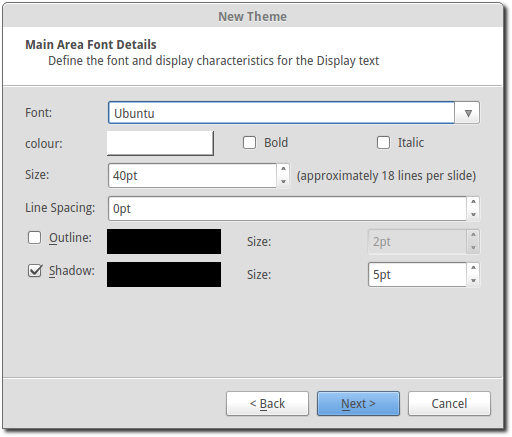 New Theme
Main Area Font Details
Define the font and display characteristics for the Display text
Font: Ubuntu
colour: Bold Italic
Size: 40pt (approximately 18 lines per slide)
Line Spacing: 0pt
Outline: Size: 2pt
Shadow: Size: 5pt
< Back Next > Cancel